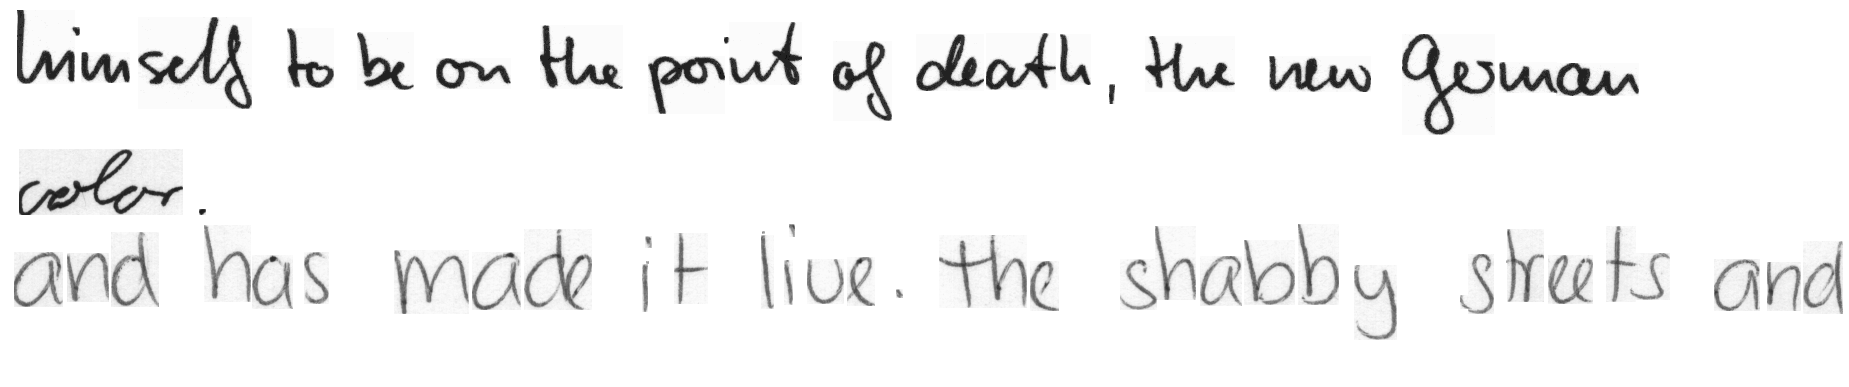 himself to be on the point of death, the new German
color.
and has made it live. the shabby streets and